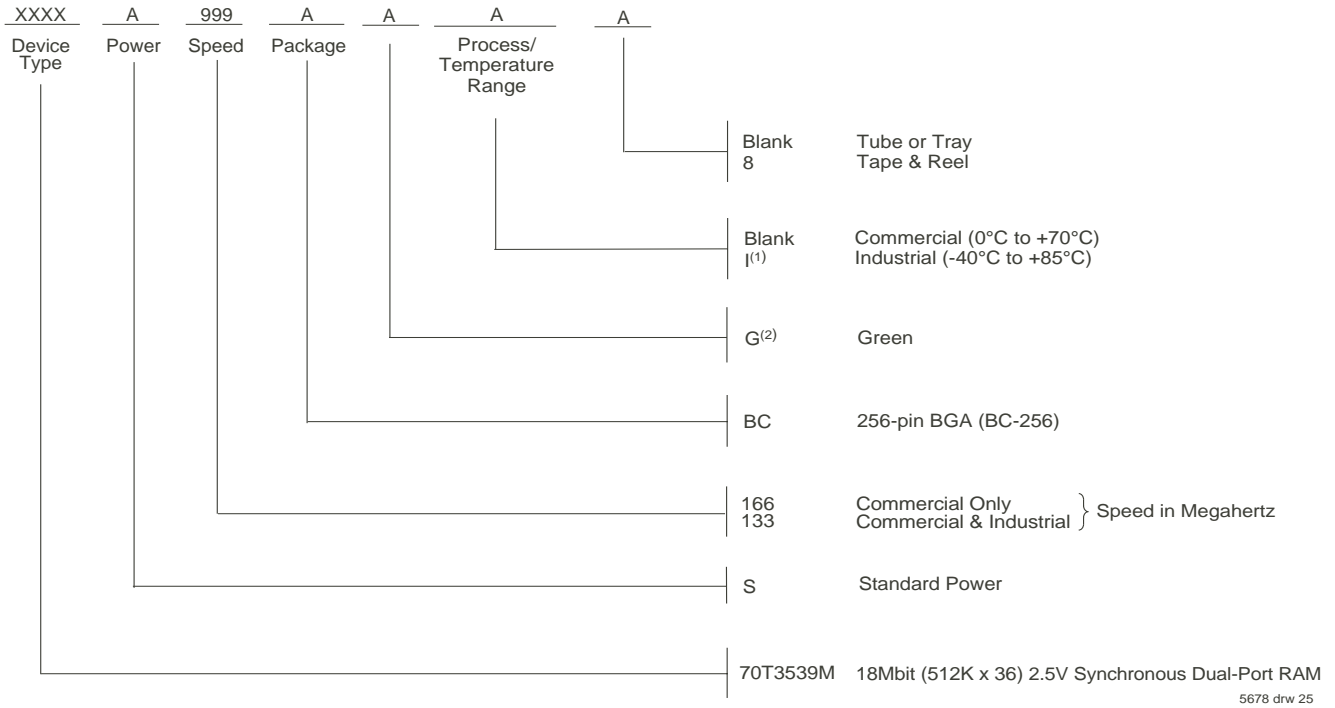 XXXX A 999 A A A A
Device Type Power Speed Package Process/
Temperature
Range
Blank Tube or Tray
8 Tape & Reel
Blank Commercial (0°C to +70°C)
I(1) Industrial (-40°C to +85°C)
G(2) Green
BC 256-pin BGA (BC-256)
166 Commercial Only
133 Commercial & Industrial
Speed in Megahertz
S Standard Power
70T3539M 18Mbit (512K x 36) 2.5V Synchronous Dual-Port RAM
5678 drw 25